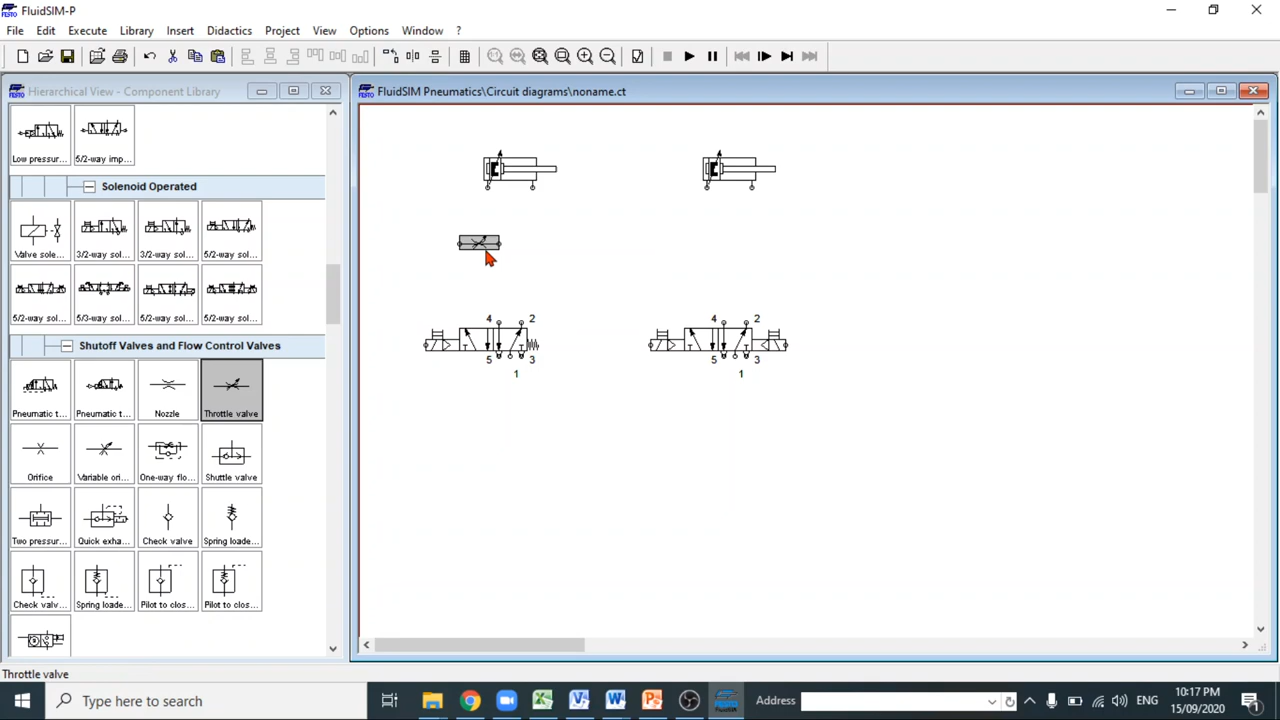 FESTO
FluidSIM-P
File Edit Execute Library Insert Didactics Project View Options Window ?
Hierarchical View - Component Library
FluidSIM Pneumatics\Circuit diagrams\noname.ct
Low pressur... 5/2-way imp...
Solenoid Operated
Valve sole... 3/2-way sol... 3/2-way sol... 5/2-way sol...
5/2-way sol... 5/3-way sol... 5/2-way sol... 5/2-way sol...
Shutoff Valves and Flow Control Valves
Pneumatic t... Pneumatic t... Nozzle Throttle valve
Orifice Variable ori... One-way flo... Shuttle valve
Two pressur... Quick exha... Check valve Spring loade...
Check valv... Spring loade... Pilot to clos... Pilot to clos...
4 2
5 3
1
4 2
5 3
1
Throttle valve
Type here to search
Address
ENG
10:17 PM
15/09/2020
1